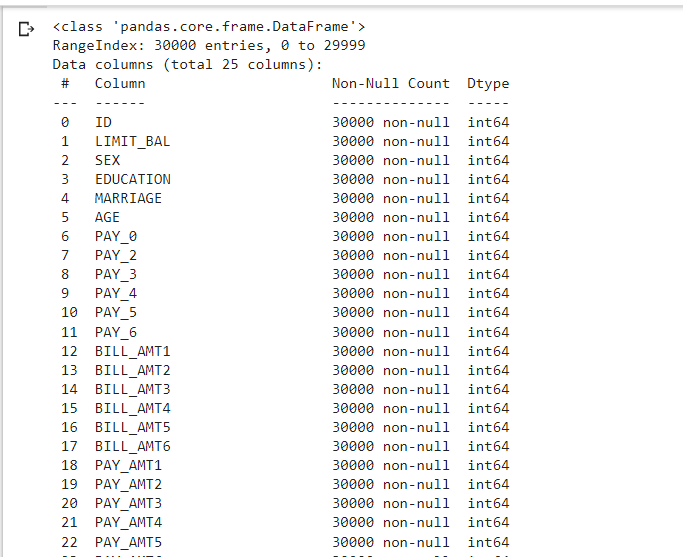 <class 'pandas.core.frame.DataFrame'>
RangeIndex: 30000 entries, 0 to 29999
Data columns (total 25 columns):
 #   Column                      Non-Null Count  Dtype
---  ------                      --------------  -----
 0   ID                          30000 non-null  int64
 1   LIMIT_BAL                   30000 non-null  int64
 2   SEX                         30000 non-null  int64
 3   EDUCATION                   30000 non-null  int64
 4   MARRIAGE                    30000 non-null  int64
 5   AGE                         30000 non-null  int64
 6   PAY_0                       30000 non-null  int64
 7   PAY_2                       30000 non-null  int64
 8   PAY_3                       30000 non-null  int64
 9   PAY_4                       30000 non-null  int64
 10  PAY_5                       30000 non-null  int64
 11  PAY_6                       30000 non-null  int64
 12  BILL_AMT1                   30000 non-null  int64
 13  BILL_AMT2                   30000 non-null  int64
 14  BILL_AMT3                   30000 non-null  int64
 15  BILL_AMT4                   30000 non-null  int64
 16  BILL_AMT5                   30000 non-null  int64
 17  BILL_AMT6                   30000 non-null  int64
 18  PAY_AMT1                    30000 non-null  int64
 19  PAY_AMT2                    30000 non-null  int64
 20  PAY_AMT3                    30000 non-null  int64
 21  PAY_AMT4                    30000 non-null  int64
 22  PAY_AMT5                    30000 non-null  int64